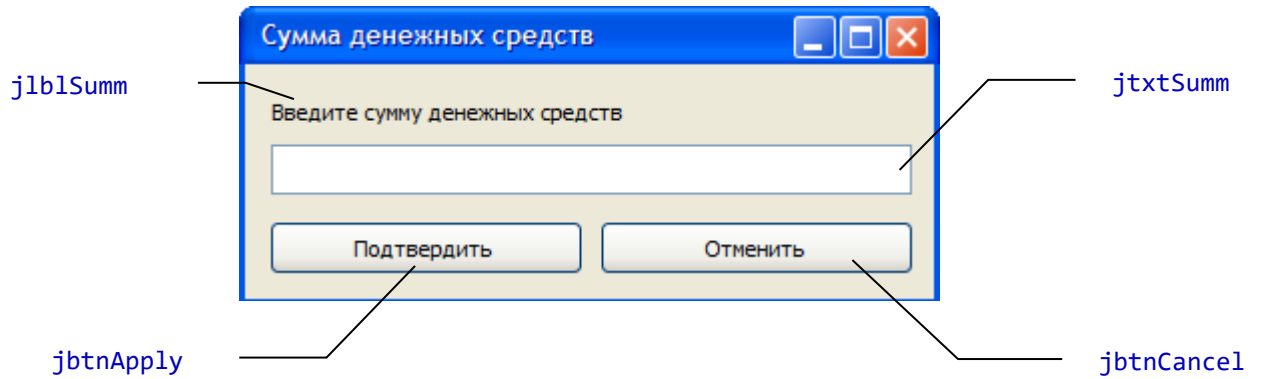 Сумма денежных средств
jlblSumm
jtxtSumm
Введите сумму денежных средств
Подтвердить
Отменить
jbtnApply
jbtnCancel